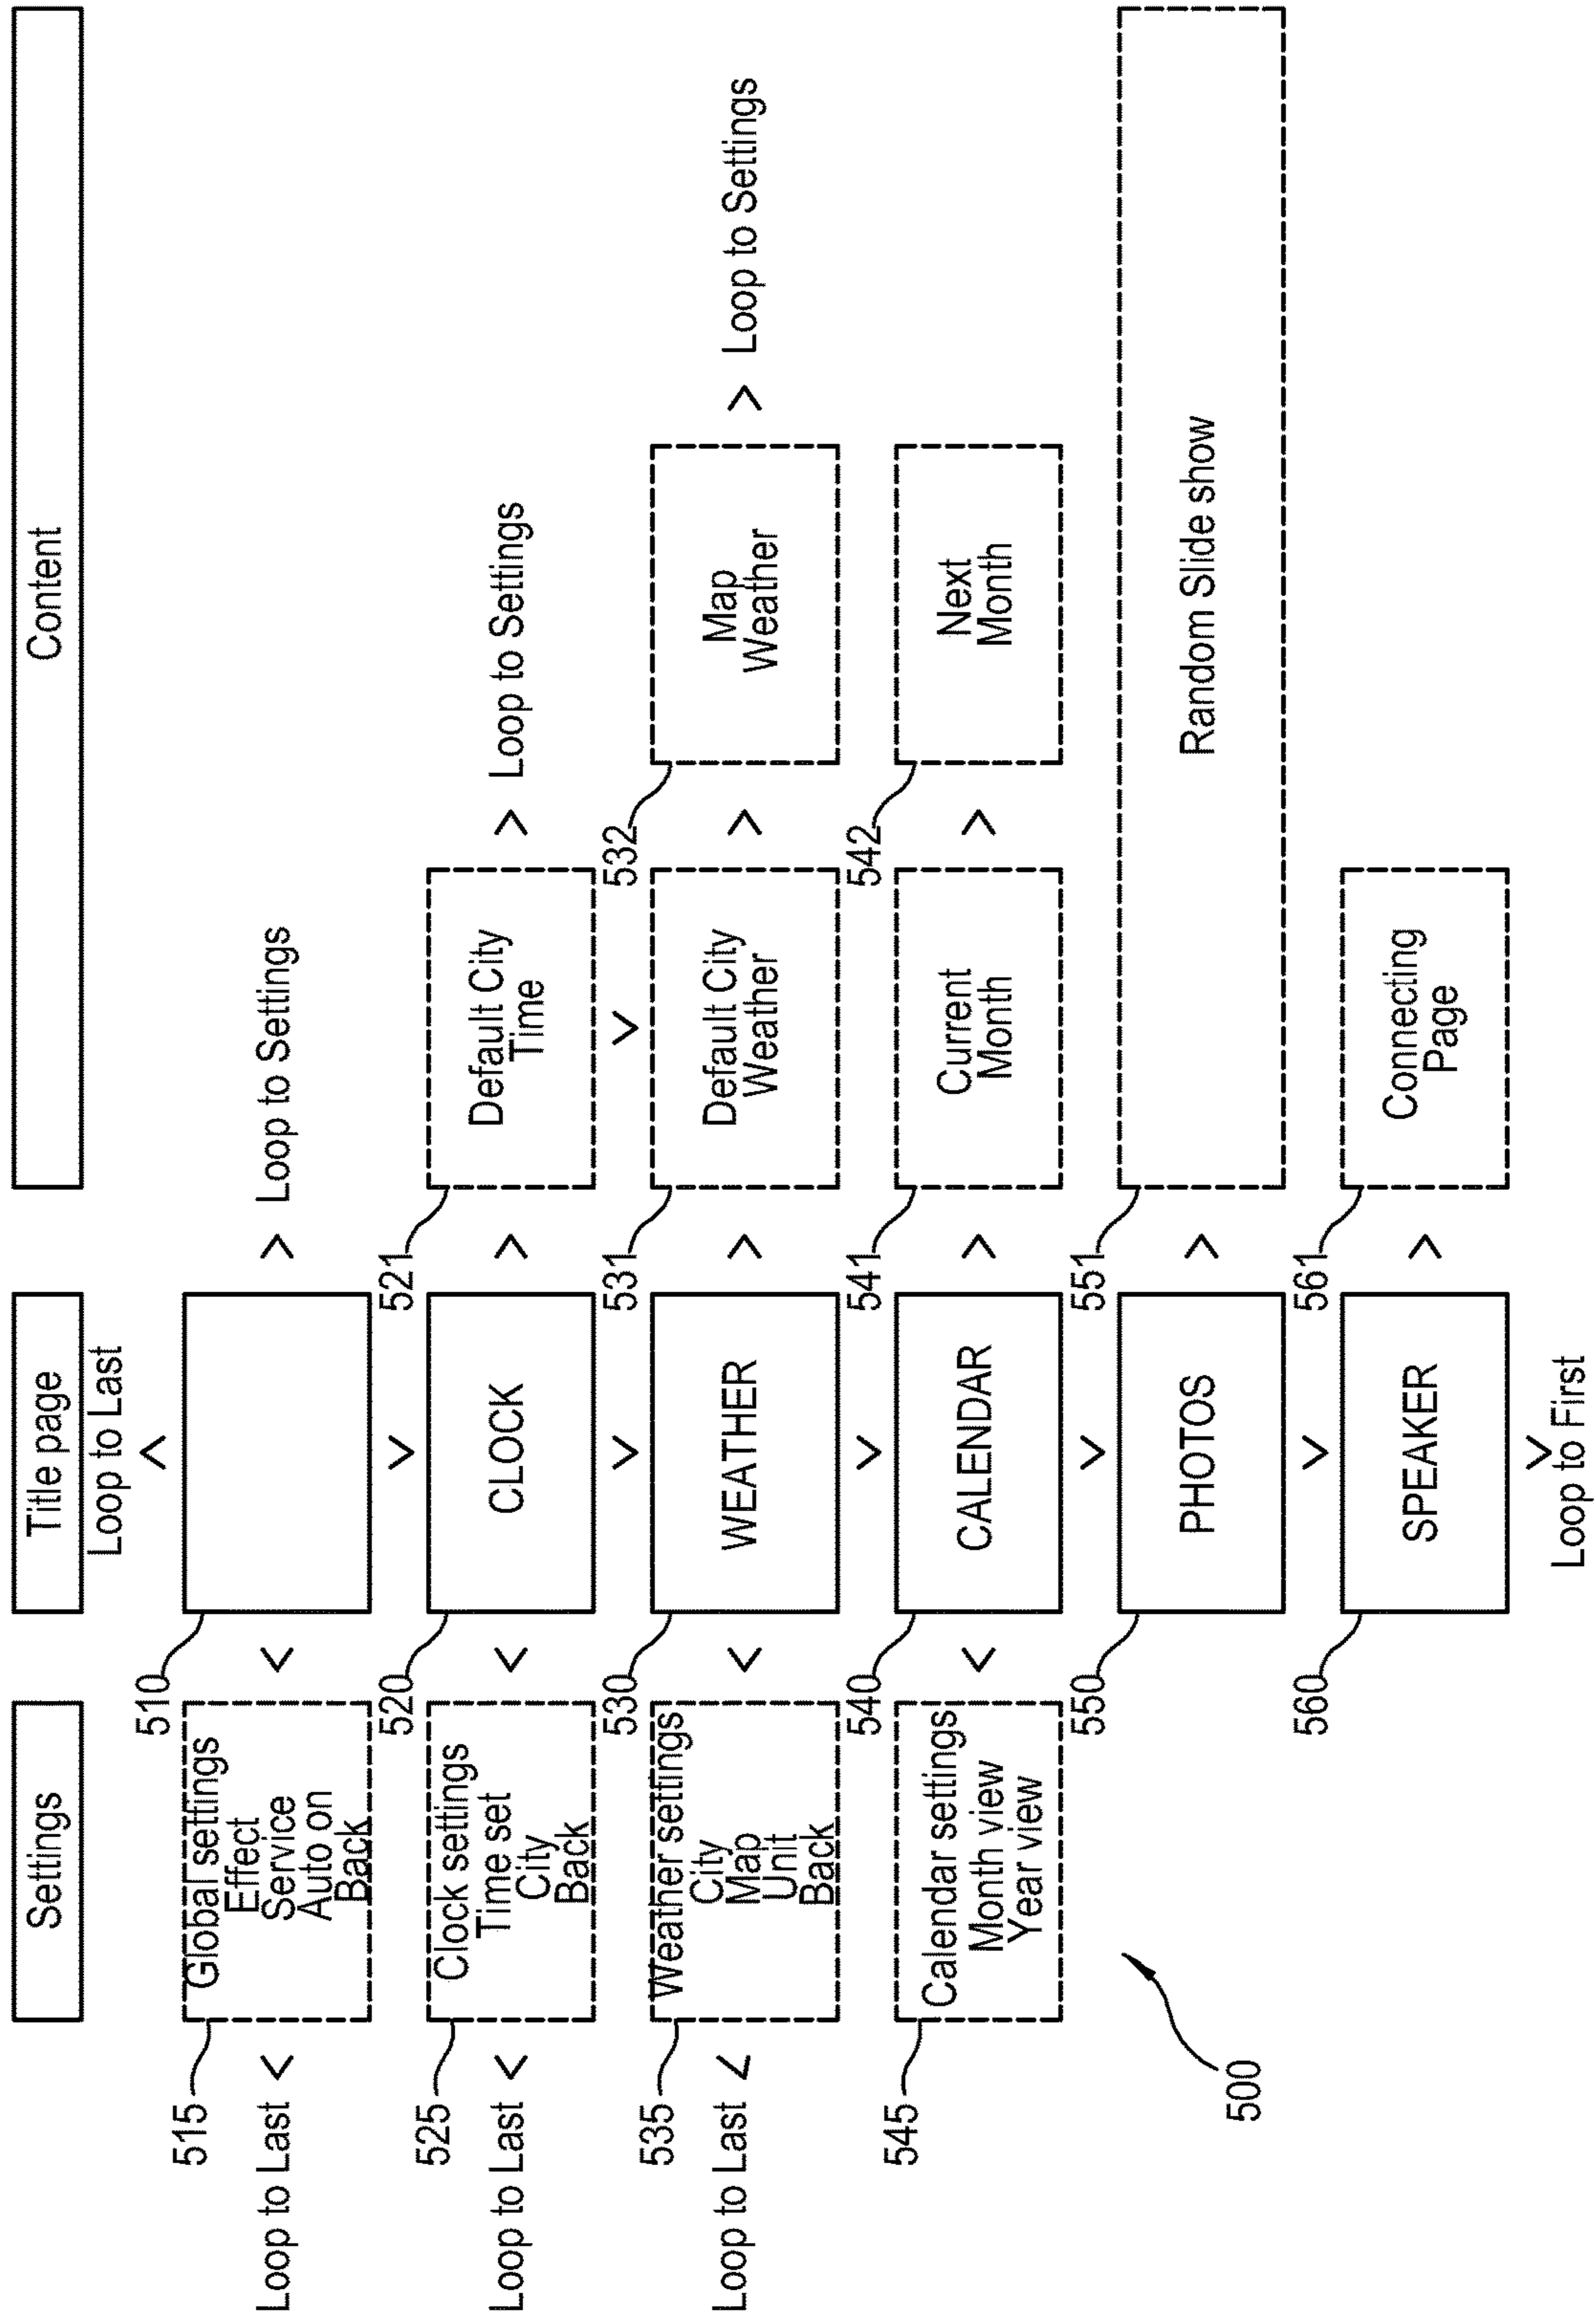 Settings
Title page
Content
Loop to Last
510
515
Loop to Last <
Global settings
Effect
Service
Auto on
Back
<
> Loop to Settings
520
521
525
Loop to Last <
Clock settings
Time set
City
Back
<
CLOCK
>
Default City
Time
> Loop to Settings
530
531
532
535
Loop to Last <
Weather settings
City
Map
Unit
Back
<
WEATHER
>
Default City
Weather
>
Map
Weather
> Loop to Settings
540
541
542
545
Calendar settings
Month view
Year view
<
CALENDAR
>
Current
Month
>
Next
Month
550
551
PHOTOS
>
Random Slide show
500
560
561
SPEAKER
>
Connecting
Page
Loop to First